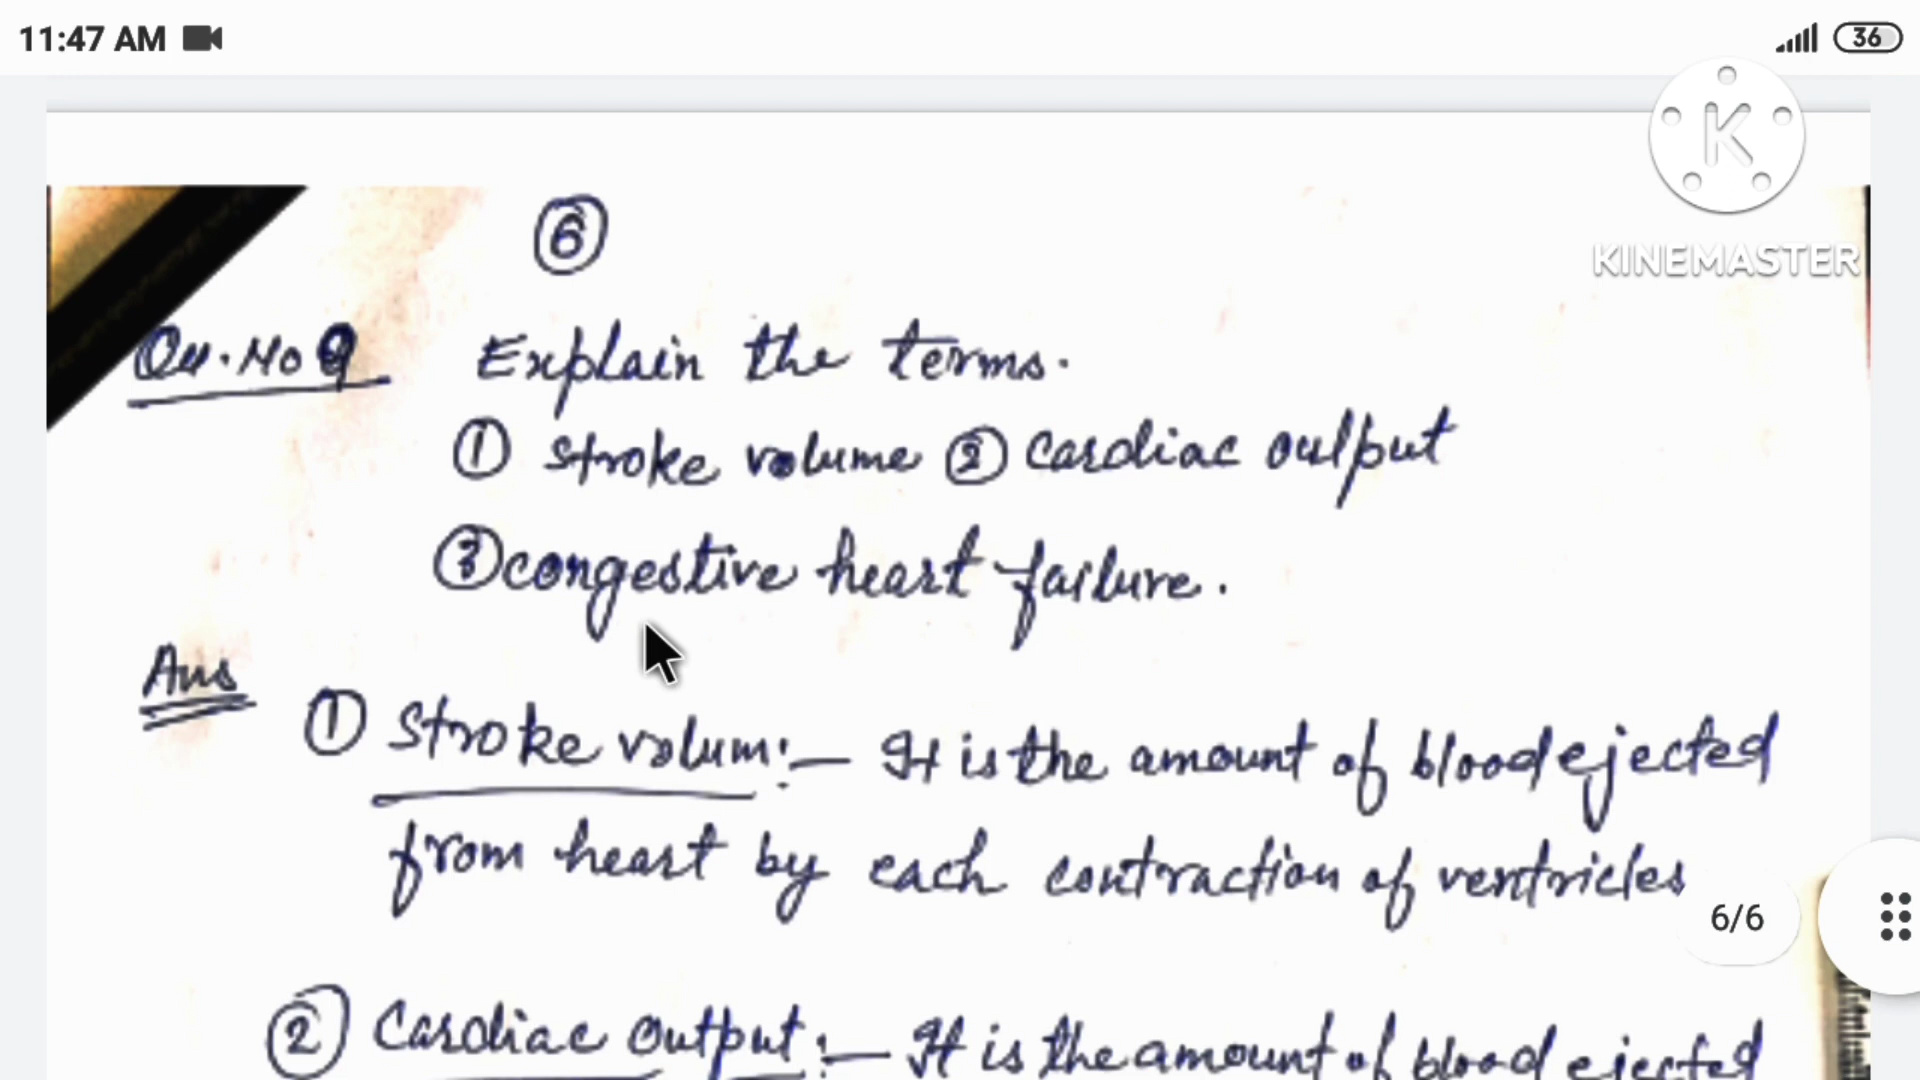 11:47 AM
36
K
KINEMASTER
6
Qu. No 9 Explain the terms.
① stroke volume ② cardiac output
③ congestive heart failure.
Ans
① Stroke volum:— It is the amount of blood ejected
from heart by each contraction of ventricles
6/6
② Cardiac Output:— It is the amount of blood ejected